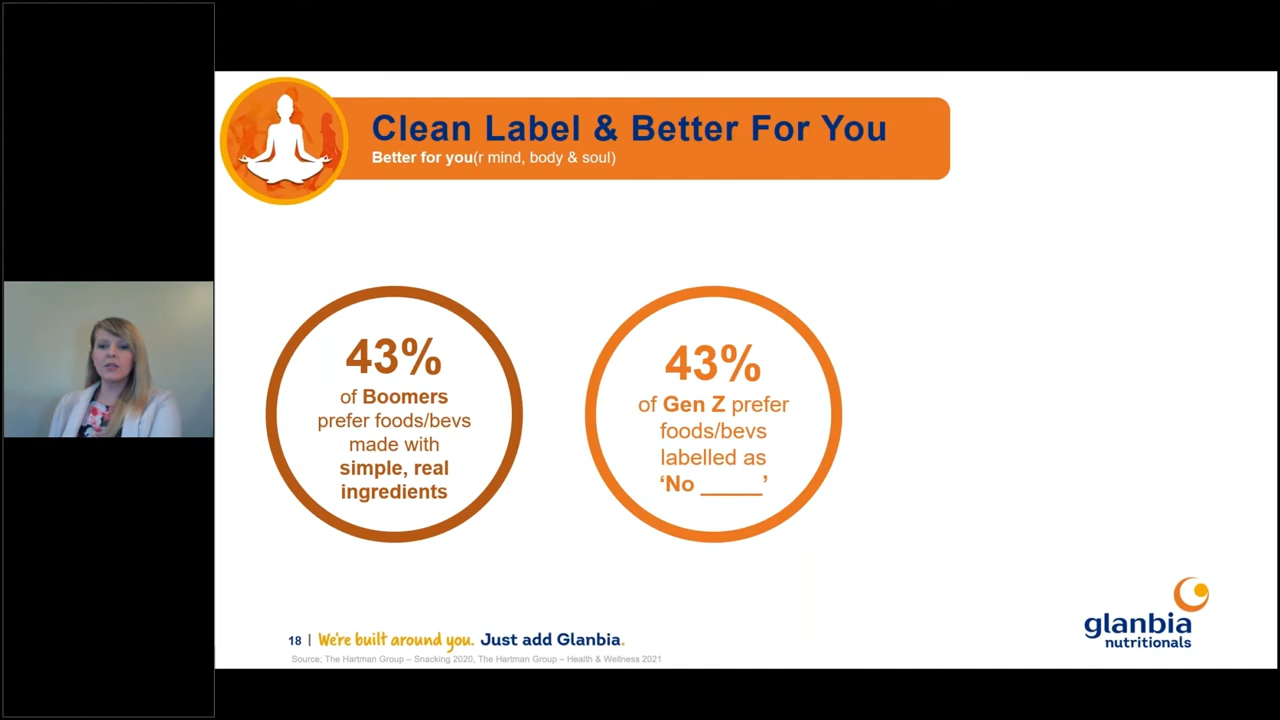 Clean Label & Better For You
Better for you(r mind, body & soul)
43%
of Boomers
prefer foods/bevs
made with
simple, real
ingredients
43%
of Gen Z prefer
foods/bevs
labelled as
‘No _____’
18 | We're built around you. Just add Glanbia.
Source; The Hartman Group – Snacking 2020, The Hartman Group – Health & Wellness 2021
glanbia
nutritionals